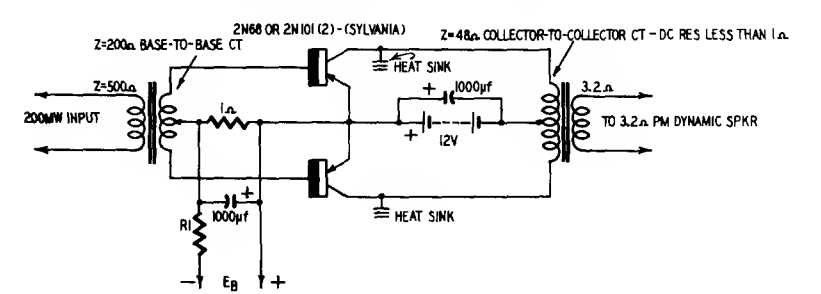 2N68 OR 2N101 (2)-(SYLVANIA)
Z=48Ω COLLECTOR-TO-COLLECTOR CT - DC RES LESS THAN 1Ω
Z=200Ω BASE-TO-BASE CT
HEAT SINK
Z=500Ω
+ 1000µf
3.2Ω
200MW INPUT
1Ω
TO 3.2Ω PM DYNAMIC SPKR
+ 12V
+
1000µf
HEAT SINK
R1
- EB +